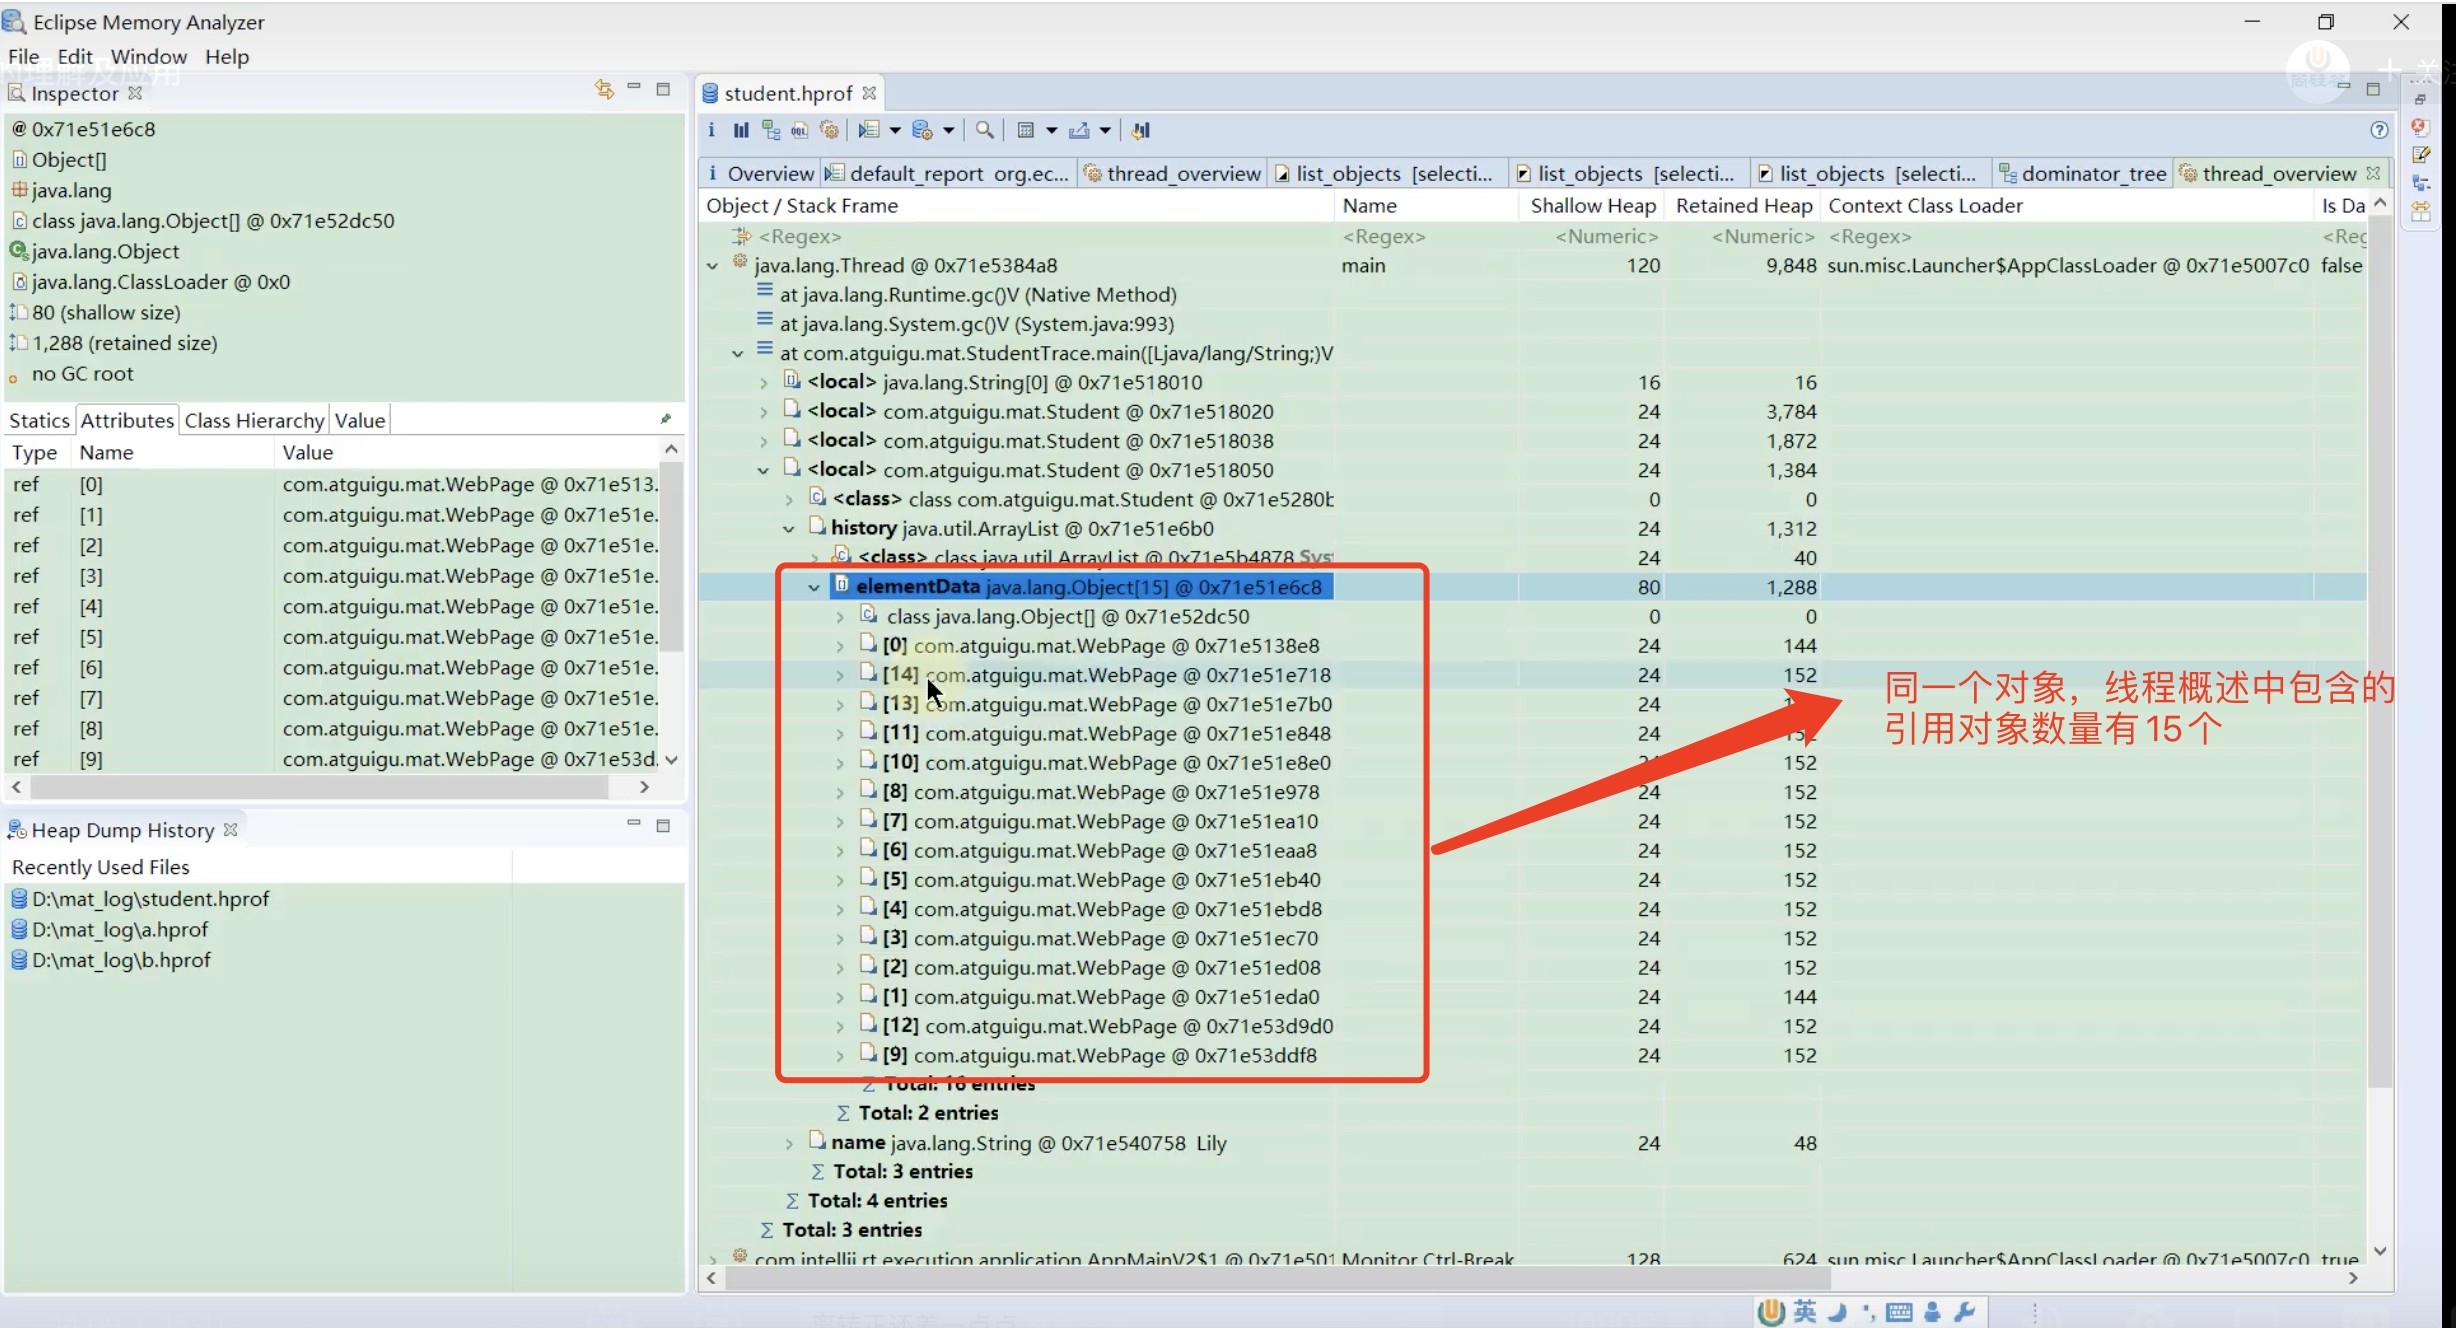 Eclipse Memory Analyzer
File Edit Window Help
Inspector
@ 0x71e51e6c8
Object[]
java.lang
class java.lang.Object[] @ 0x71e52dc50
java.lang.Object
java.lang.ClassLoader @ 0x0
80 (shallow size)
1,288 (retained size)
no GC root
Statics Attributes Class Hierarchy Value
Type Name Value
ref [0] com.atguigu.mat.WebPage @ 0x71e513.
ref [1] com.atguigu.mat.WebPage @ 0x71e51e.
ref [2] com.atguigu.mat.WebPage @ 0x71e51e.
ref [3] com.atguigu.mat.WebPage @ 0x71e51e.
ref [4] com.atguigu.mat.WebPage @ 0x71e51e.
ref [5] com.atguigu.mat.WebPage @ 0x71e51e.
ref [6] com.atguigu.mat.WebPage @ 0x71e51e.
ref [7] com.atguigu.mat.WebPage @ 0x71e51e.
ref [8] com.atguigu.mat.WebPage @ 0x71e51e.
ref [9] com.atguigu.mat.WebPage @ 0x71e53d.
Heap Dump History
Recently Used Files
D:\mat_log\student.hprof
D:\mat_log\a.hprof
D:\mat_log\b.hprof
student.hprof
i Overview default_report org.ec... thread_overview list_objects [selecti... list_objects [selecti... list_objects [selecti... dominator_tree thread_overview
Object / Stack Frame Name Shallow Heap Retained Heap Context Class Loader Is Da
<Regex> <Regex> <Numeric> <Numeric> <Regex> <Reg
java.lang.Thread @ 0x71e5384a8 main 120 9,848 sun.misc.Launcher$AppClassLoader @ 0x71e5007c0 false
at java.lang.Runtime.gc()V (Native Method)
at java.lang.System.gc()V (System.java:993)
at com.atguigu.mat.StudentTrace.main([Ljava/lang/String;)V
<local> java.lang.String[0] @ 0x71e518010 16 16
<local> com.atguigu.mat.Student @ 0x71e518020 24 3,784
<local> com.atguigu.mat.Student @ 0x71e518038 24 1,872
<local> com.atguigu.mat.Student @ 0x71e518050 24 1,384
<class> class com.atguigu.mat.Student @ 0x71e5280b 0 0
history java.util.ArrayList @ 0x71e51e6b0 24 1,312
<class> class java.util.ArrayList @ 0x71e5b4878 Syst 24 40
elementData java.lang.Object[15] @ 0x71e51e6c8 80 1,288
class java.lang.Object[] @ 0x71e52dc50 0 0
[0] com.atguigu.mat.WebPage @ 0x71e5138e8 24 144
[14] com.atguigu.mat.WebPage @ 0x71e51e718 24 152
[13] com.atguigu.mat.WebPage @ 0x71e51e7b0 24
[11] com.atguigu.mat.WebPage @ 0x71e51e848 24 152
[10] com.atguigu.mat.WebPage @ 0x71e51e8e0 24 152
[8] com.atguigu.mat.WebPage @ 0x71e51e978 24 152
[7] com.atguigu.mat.WebPage @ 0x71e51ea10 24 152
[6] com.atguigu.mat.WebPage @ 0x71e51eaa8 24 152
[5] com.atguigu.mat.WebPage @ 0x71e51eb40 24 152
[4] com.atguigu.mat.WebPage @ 0x71e51ebd8 24 152
[3] com.atguigu.mat.WebPage @ 0x71e51ec70 24 152
[2] com.atguigu.mat.WebPage @ 0x71e51ed08 24 152
[1] com.atguigu.mat.WebPage @ 0x71e51eda0 24 144
[12] com.atguigu.mat.WebPage @ 0x71e53d9d0 24 152
[9] com.atguigu.mat.WebPage @ 0x71e53ddf8 24 152
∑ Total: 16 entries
∑ Total: 2 entries
name java.lang.String @ 0x71e540758 Lily 24 48
∑ Total: 3 entries
∑ Total: 4 entries
∑ Total: 3 entries
com.intellij.rt.execution.application.AppMainV2$1 @ 0x71e501 Monitor Ctrl-Break 128 624 sun.misc.Launcher$AppClassLoader @ 0x71e5007c0 true
同一个对象，线程概述中包含的
引用对象数量有15个
英